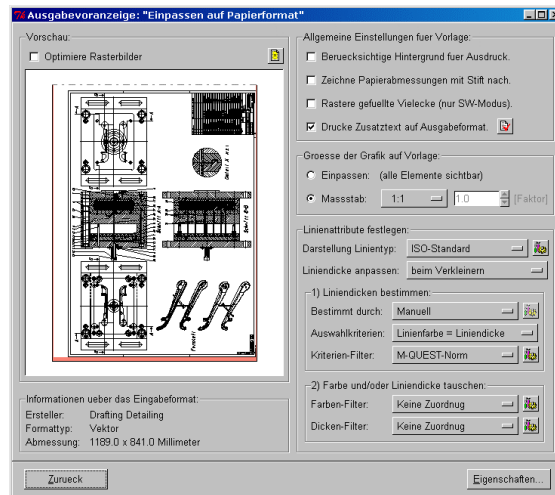 Ausgabevoranzeige: "Einpassen auf Papierformat"
Vorschau:
Optimiere Rasterbilder
Informationen ueber das Eingabeformat:
Ersteller: Drafting Detailing
Formattyp: Vektor
Abmessung: 1189.0 x 841.0 Millimeter
Allgemeine Einstellungen fuer Vorlage:
Beruecksichtige Hintergrund fuer Ausdruck.
Zeichne Papierabmessungen mit Stift nach.
Rastere gefuellte Vielecke (nur SW-Modus).
Drucke Zusatztext auf Ausgabeformat.
Groesse der Grafik auf Vorlage:
Einpassen: (alle Elemente sichtbar)
Massstab: 1:1 1.0 [Faktor]
Linienattribute festlegen:
Darstellung Linientyp: ISO-Standard
Liniendicke anpassen: beim Verkleinern
1) Liniendicken bestimmen:
Bestimmt durch: Manuell
Auswahlkriterien: Linienfarbe = Liniendicke
Kriterien-Filter: M-QUEST-Norm
2) Farbe und/oder Liniendicke tauschen:
Farben-Filter: Keine Zuordnug
Dicken-Filter: Keine Zuordnug
Zurueck
Eigenschaften...